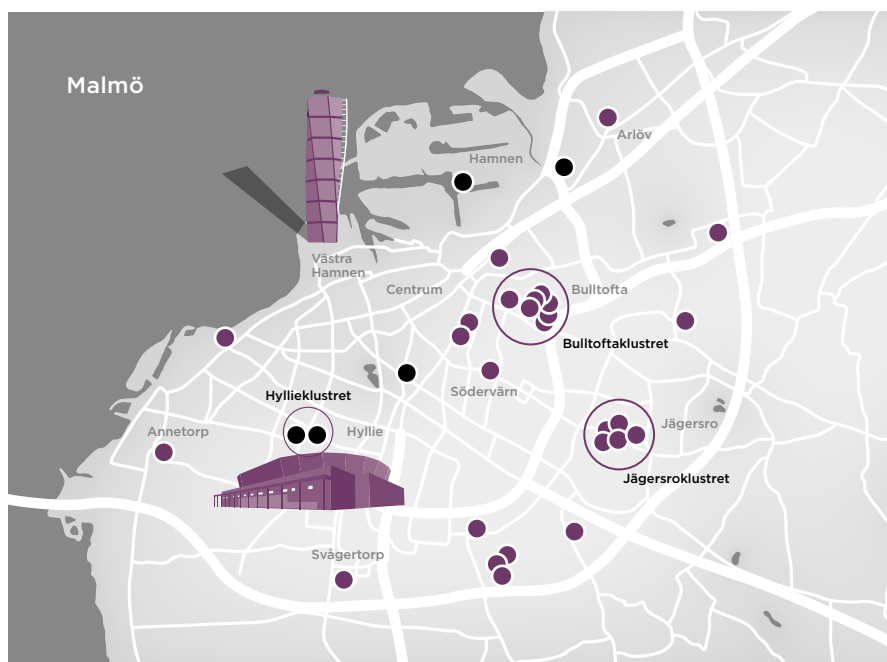 Malmö
Arlöv
Hamnen
Västra
Hamnen
Centrum
Bulltofta
Bulltoftaklustret
Södervärn
Hyllieklustret
Annetorp
Hyllie
Jägersro
Jägersroklustret
Svågertorp